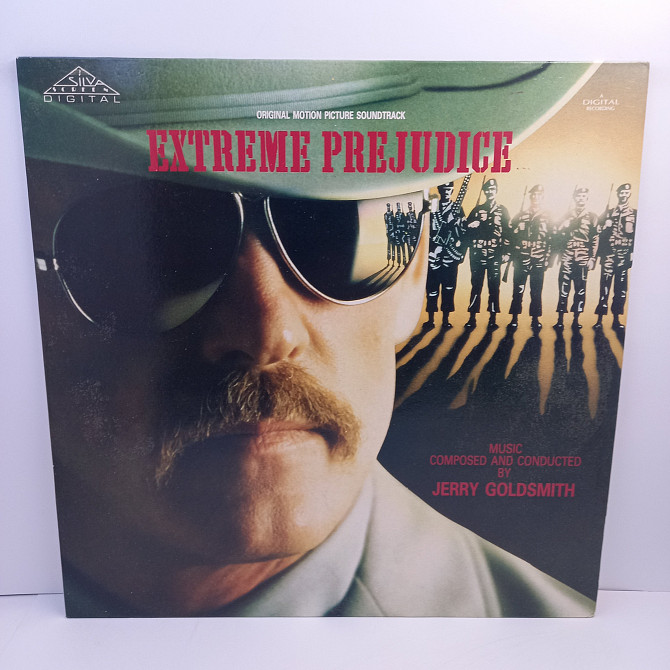 SILVA
SCREEN
DIGITAL
A
DIGITAL
RECORDING
ORIGINAL MOTION PICTURE SOUNDTRACK
EXTREME PREJUDICE
MUSIC
COMPOSED AND CONDUCTED
BY
JERRY GOLDSMITH